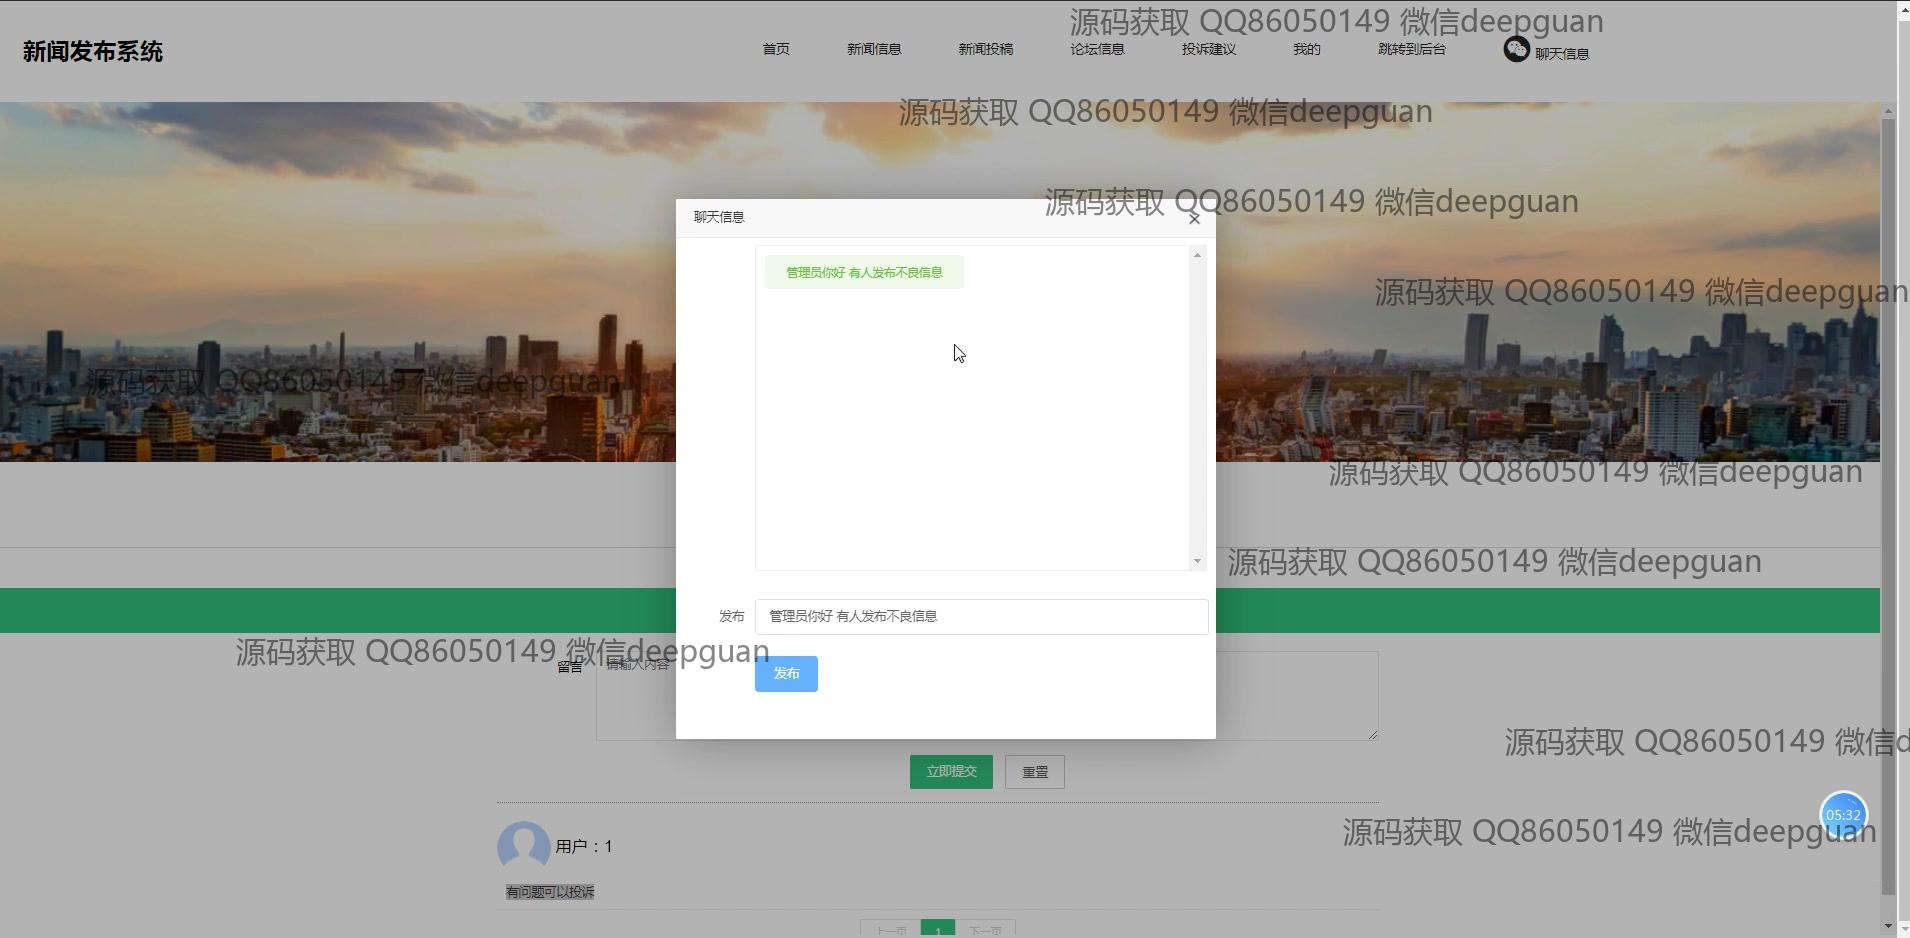 源码获取 QQ86050149 微信deepguan
新闻发布系统
首页 新闻信息 新闻投稿 论坛信息 投诉建议 我的 跳转到后台 聊天信息
源码获取 QQ86050149 微信deepguan
源码获取 QQ86050149 微信deepguan
聊天信息
管理员你好 有人发布不良信息
源码获取 QQ86050149 微信deepguan
源码获取 QQ86050149 微信deepguan
源码获取 QQ86050149 微信deepguan
源码获取 QQ86050149 微信deepguan
发布 管理员你好 有人发布不良信息
源码获取 QQ86050149 微信deepguan
留言 请输入内容
发布
源码获取 QQ86050149 微信d
立即提交 重置
05:32
源码获取 QQ86050149 微信deepguan
用户：1
有问题可以投诉
上一页 1 下一页